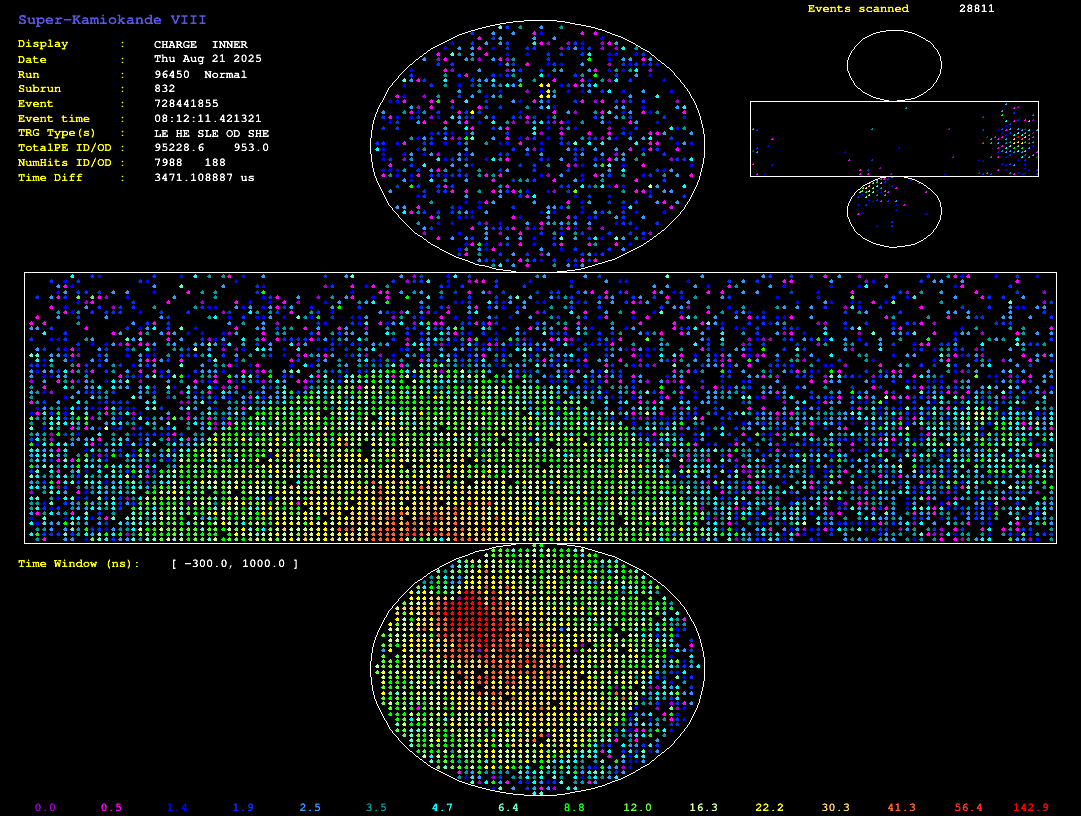 Super-Kamiokande VIII
Events scanned 28811
Display : CHARGE INNER
Date : Thu Aug 21 2025
Run : 96450 Normal
Subrun : 832
Event : 728441855
Event time : 08:12:11.421321
TRG Type(s) : LE HE SLE OD SHE
TotalPE ID/OD : 95228.6 953.0
NumHits ID/OD : 7988 188
Time Diff : 3471.108887 us
Time Window (ns): [ -300.0, 1000.0 ]
0.0 0.5 1.4 1.9 2.5 3.5 4.7 6.4 8.8 12.0 16.3 22.2 30.3 41.3 56.4 142.9